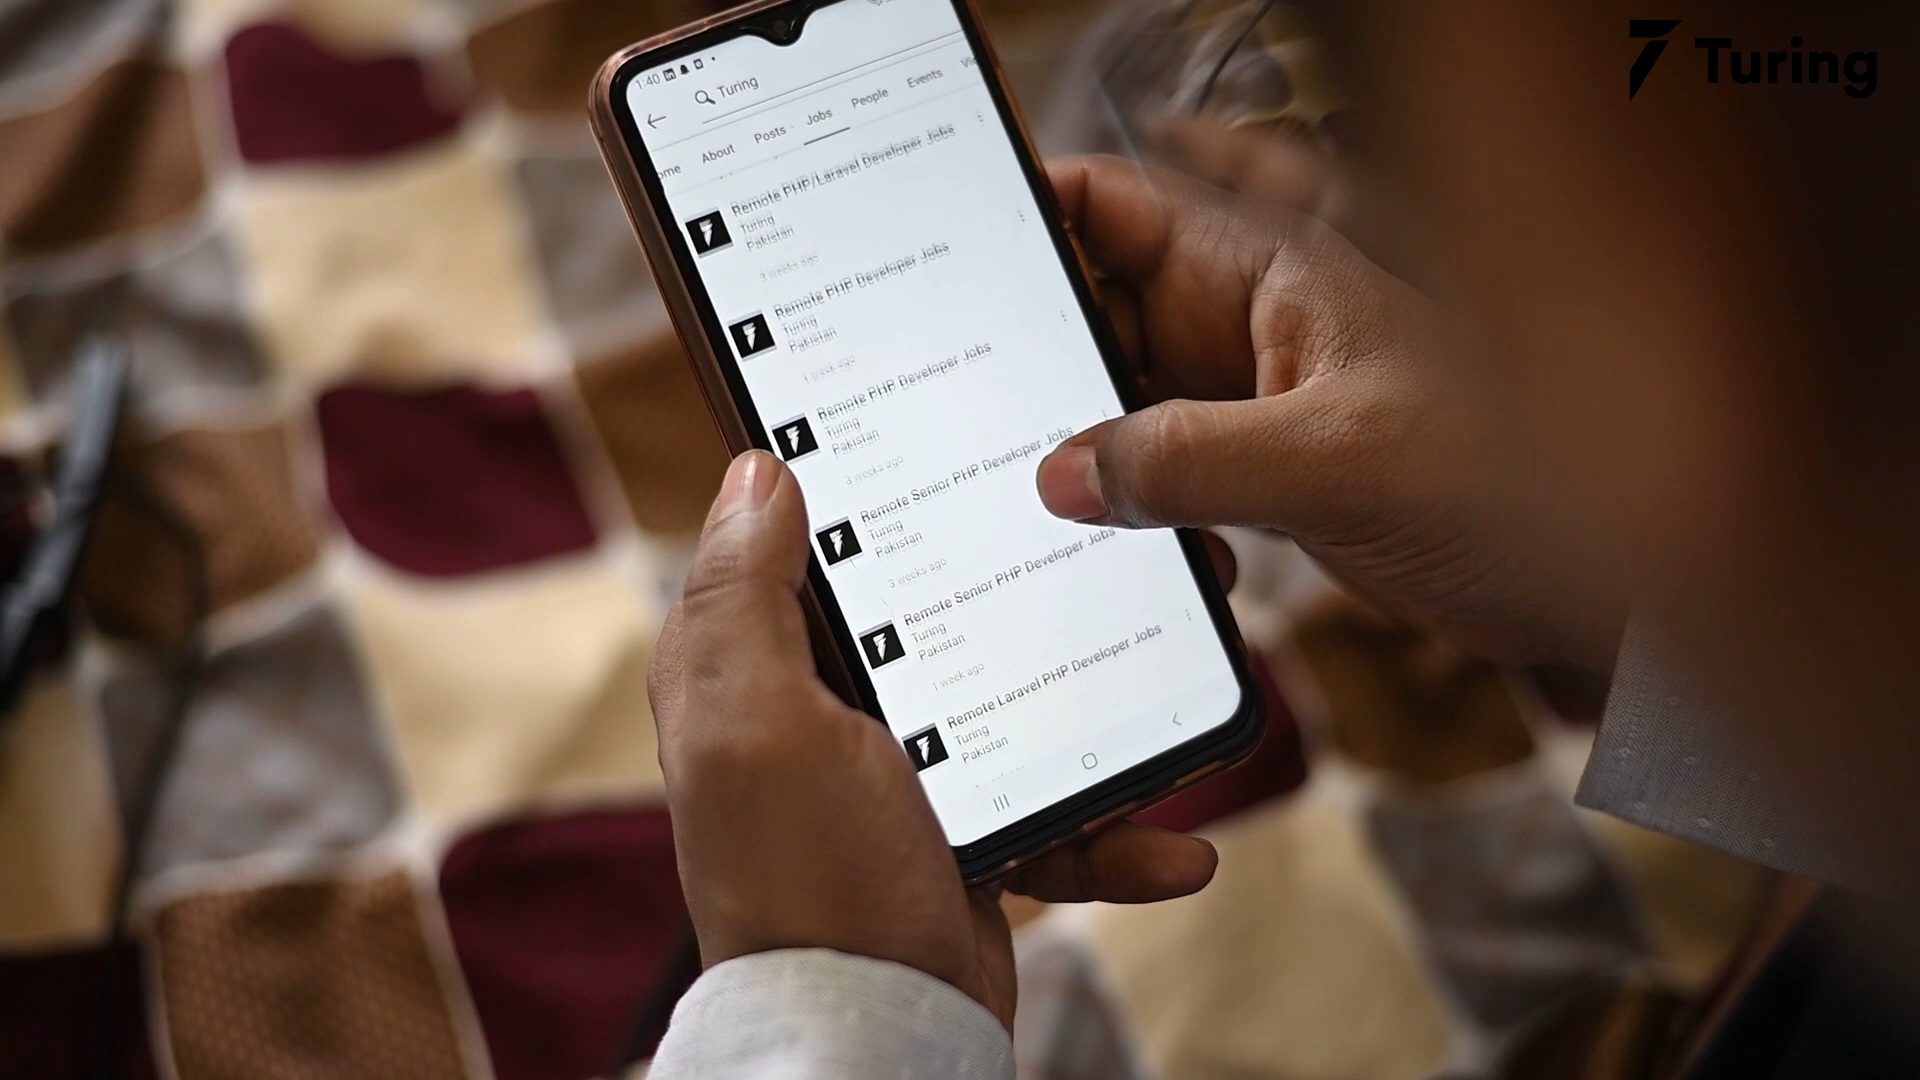 Turing
1:40
Turing
ome About Posts Jobs People Events
Remote PHP/Laravel Developer Jobs
Turing
Pakistan
3 weeks ago
Remote PHP Developer Jobs
Turing
Pakistan
1 week ago
Remote PHP Developer Jobs
Turing
Pakistan
3 weeks ago
Remote Senior PHP Developer Jobs
Turing
Pakistan
3 weeks ago
Remote Senior PHP Developer Jobs
Turing
Pakistan
1 week ago
Remote Laravel PHP Developer Jobs
Turing
Pakistan